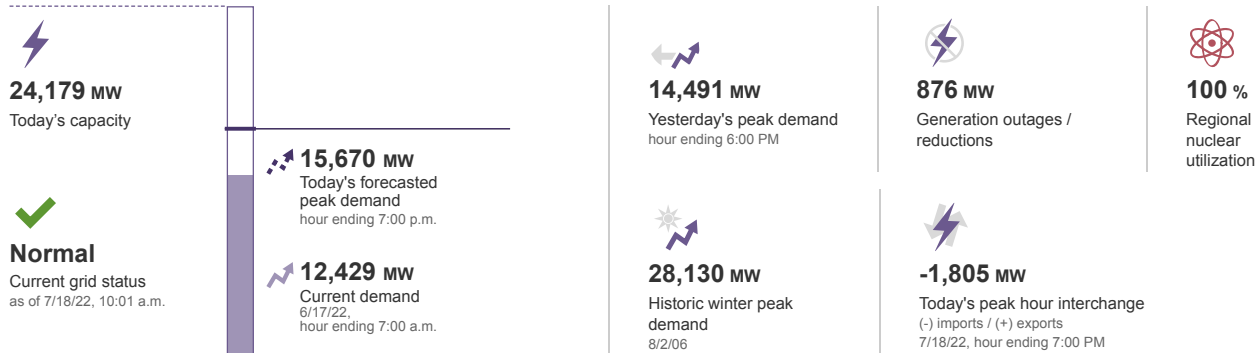 24,179 MW
Today's capacity
Normal
Current grid status
as of 7/18/22, 10:01 a.m.
15,670 MW
Today's forecasted
peak demand
hour ending 7:00 p.m.
12,429 MW
Current demand
6/17/22,
hour ending 7:00 a.m.
14,491 MW
Yesterday's peak demand
hour ending 6:00 PM
876 MW
Generation outages /
reductions
100 %
Regional
nuclear
utilization
28,130 MW
Historic winter peak
demand
8/2/06
-1,805 MW
Today's peak hour interchange
(-) imports / (+) exports
7/18/22, hour ending 7:00 PM